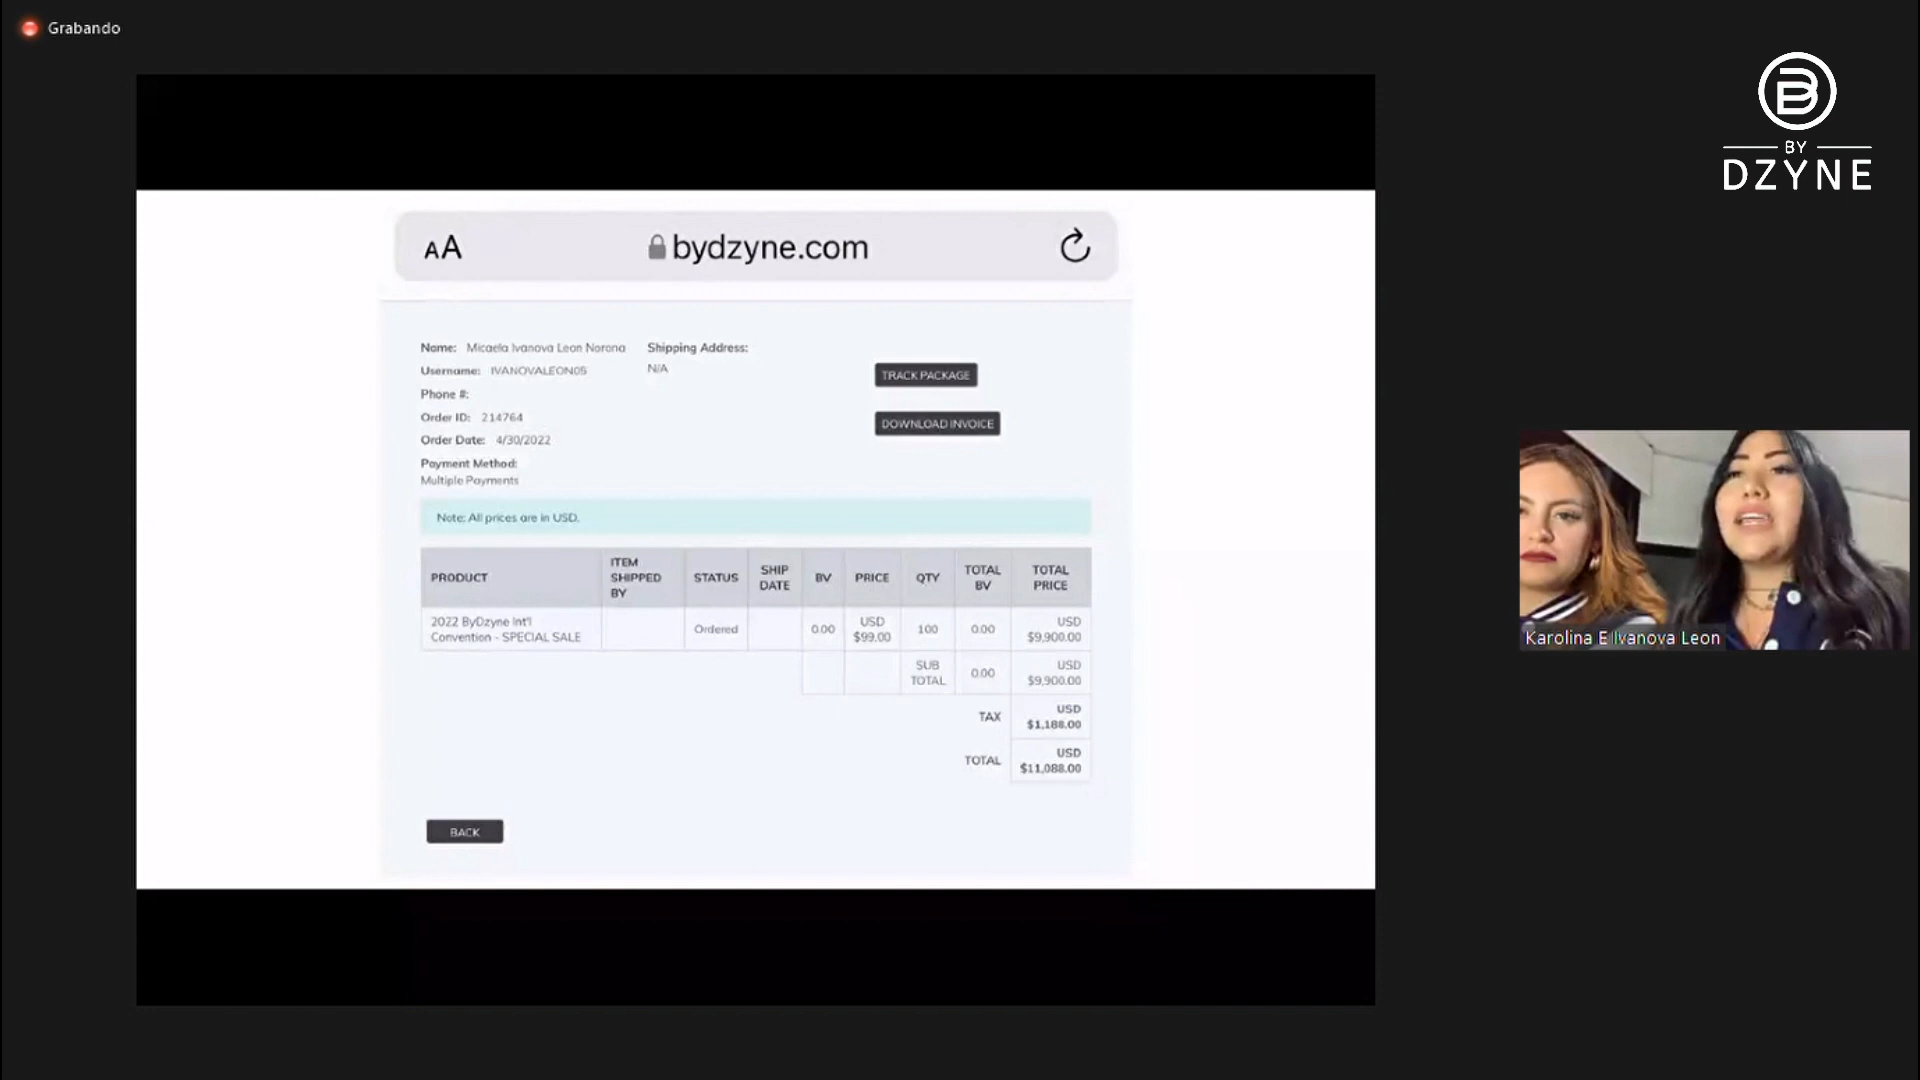 Grabando
BY
DZYNE
AA
bydzyne.com
Name: Micaela Ivanova Leon Norona
Shipping Address:
N/A
Username: IVANOVALEON05
Phone #:
Order ID: 214764
Order Date: 4/30/2022
Payment Method:
Multiple Payments
TRACK PACKAGE
DOWNLOAD INVOICE
Note: All prices are in USD.
PRODUCT ITEM SHIPPED BY STATUS SHIP DATE BV PRICE QTY TOTAL BV TOTAL PRICE
2022 ByDzyne Int'l Convention - SPECIAL SALE Ordered 0.00 USD $99.00 100 0.00 USD $9,900.00
SUB TOTAL 0.00 USD $9,900.00
TAX USD $1,188.00
TOTAL USD $11,088.00
BACK
Karolina E Ivanova Leon